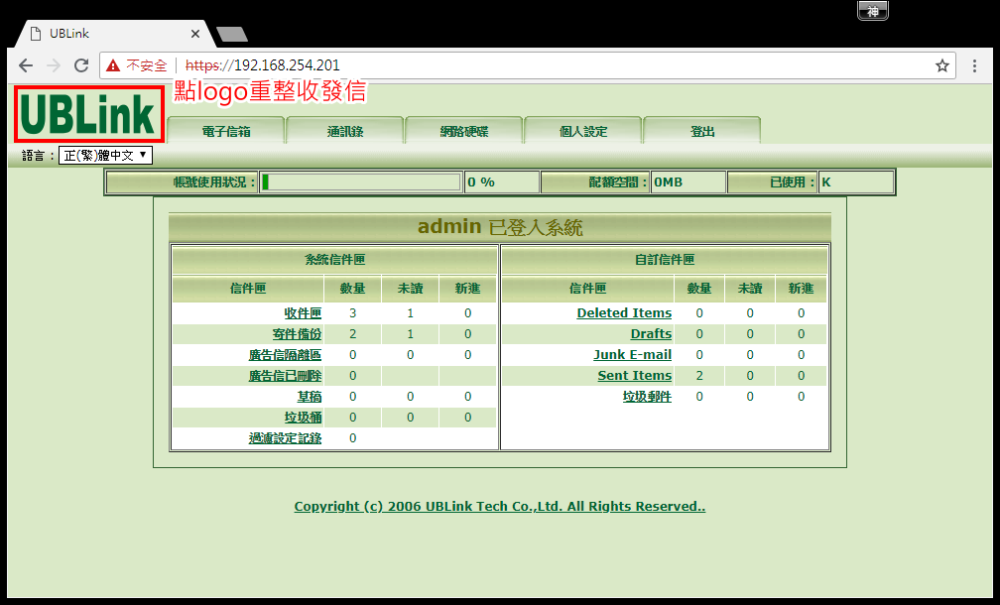 神
UBLink
不安全 https://192.168.254.201
點logo重整收發信
UBLink
電子信箱 通訊錄 網路硬碟 個人設定 登出
語言： 正(繁)體中文
帳號使用狀況： 0 % 配額空間： 0MB 已使用： K
admin 已登入系統
系統信件匣 自訂信件匣
信件匣 數量 未讀 新進 信件匣 數量 未讀 新進
收件匣 3 1 0 Deleted Items 0 0 0
寄件備份 2 1 0 Drafts 0 0 0
廣告信隔離區 0 0 0 Junk E-mail 0 0 0
廣告信已刪除 0 Sent Items 2 0 0
草稿 0 0 0 垃圾郵件 0 0 0
垃圾桶 0 0 0
過濾設定記錄 0
Copyright (c) 2006 UBLink Tech Co.,Ltd. All Rights Reserved..